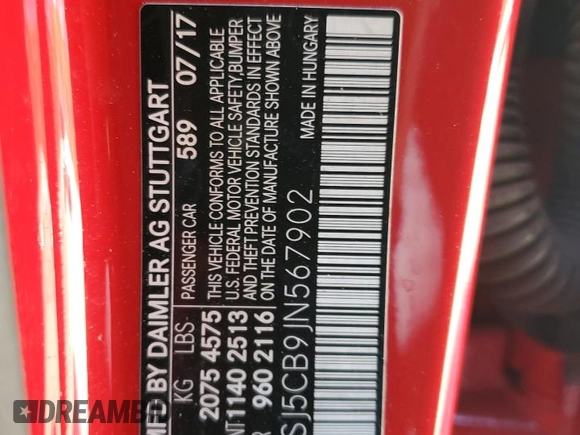 MFD BY DAIMLER AG STUTTGART
KG LBS PASSENGER CAR 589 07/17
2075 4575 THIS VEHICLE CONFORMS TO ALL APPLICABLE
1140 2513 U.S. FEDERAL MOTOR VEHICLE SAFETY,BUMPER
960 2116 AND THEFT PREVENTION STANDARDS IN EFFECT
ON THE DATE OF MANUFACTURE SHOWN ABOVE
SJ5CB9JN567902 MADE IN HUNGARY
DREAMB